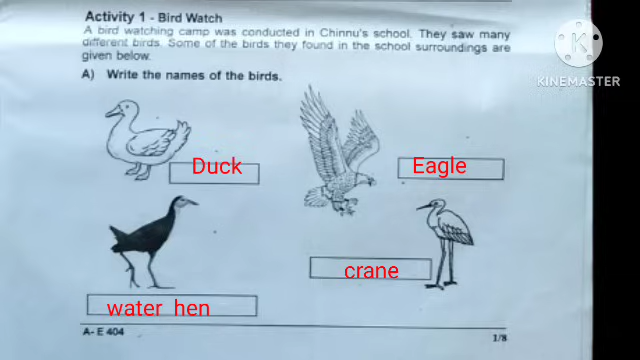 Activity 1 - Bird Watch
A bird watching camp was conducted in Chinnu's school. They saw many
different birds. Some of the birds they found in the school surroundings are
given below.
A) Write the names of the birds.
K
KINEMASTER
Duck
Eagle
crane
water hen
A- E 404
1/8